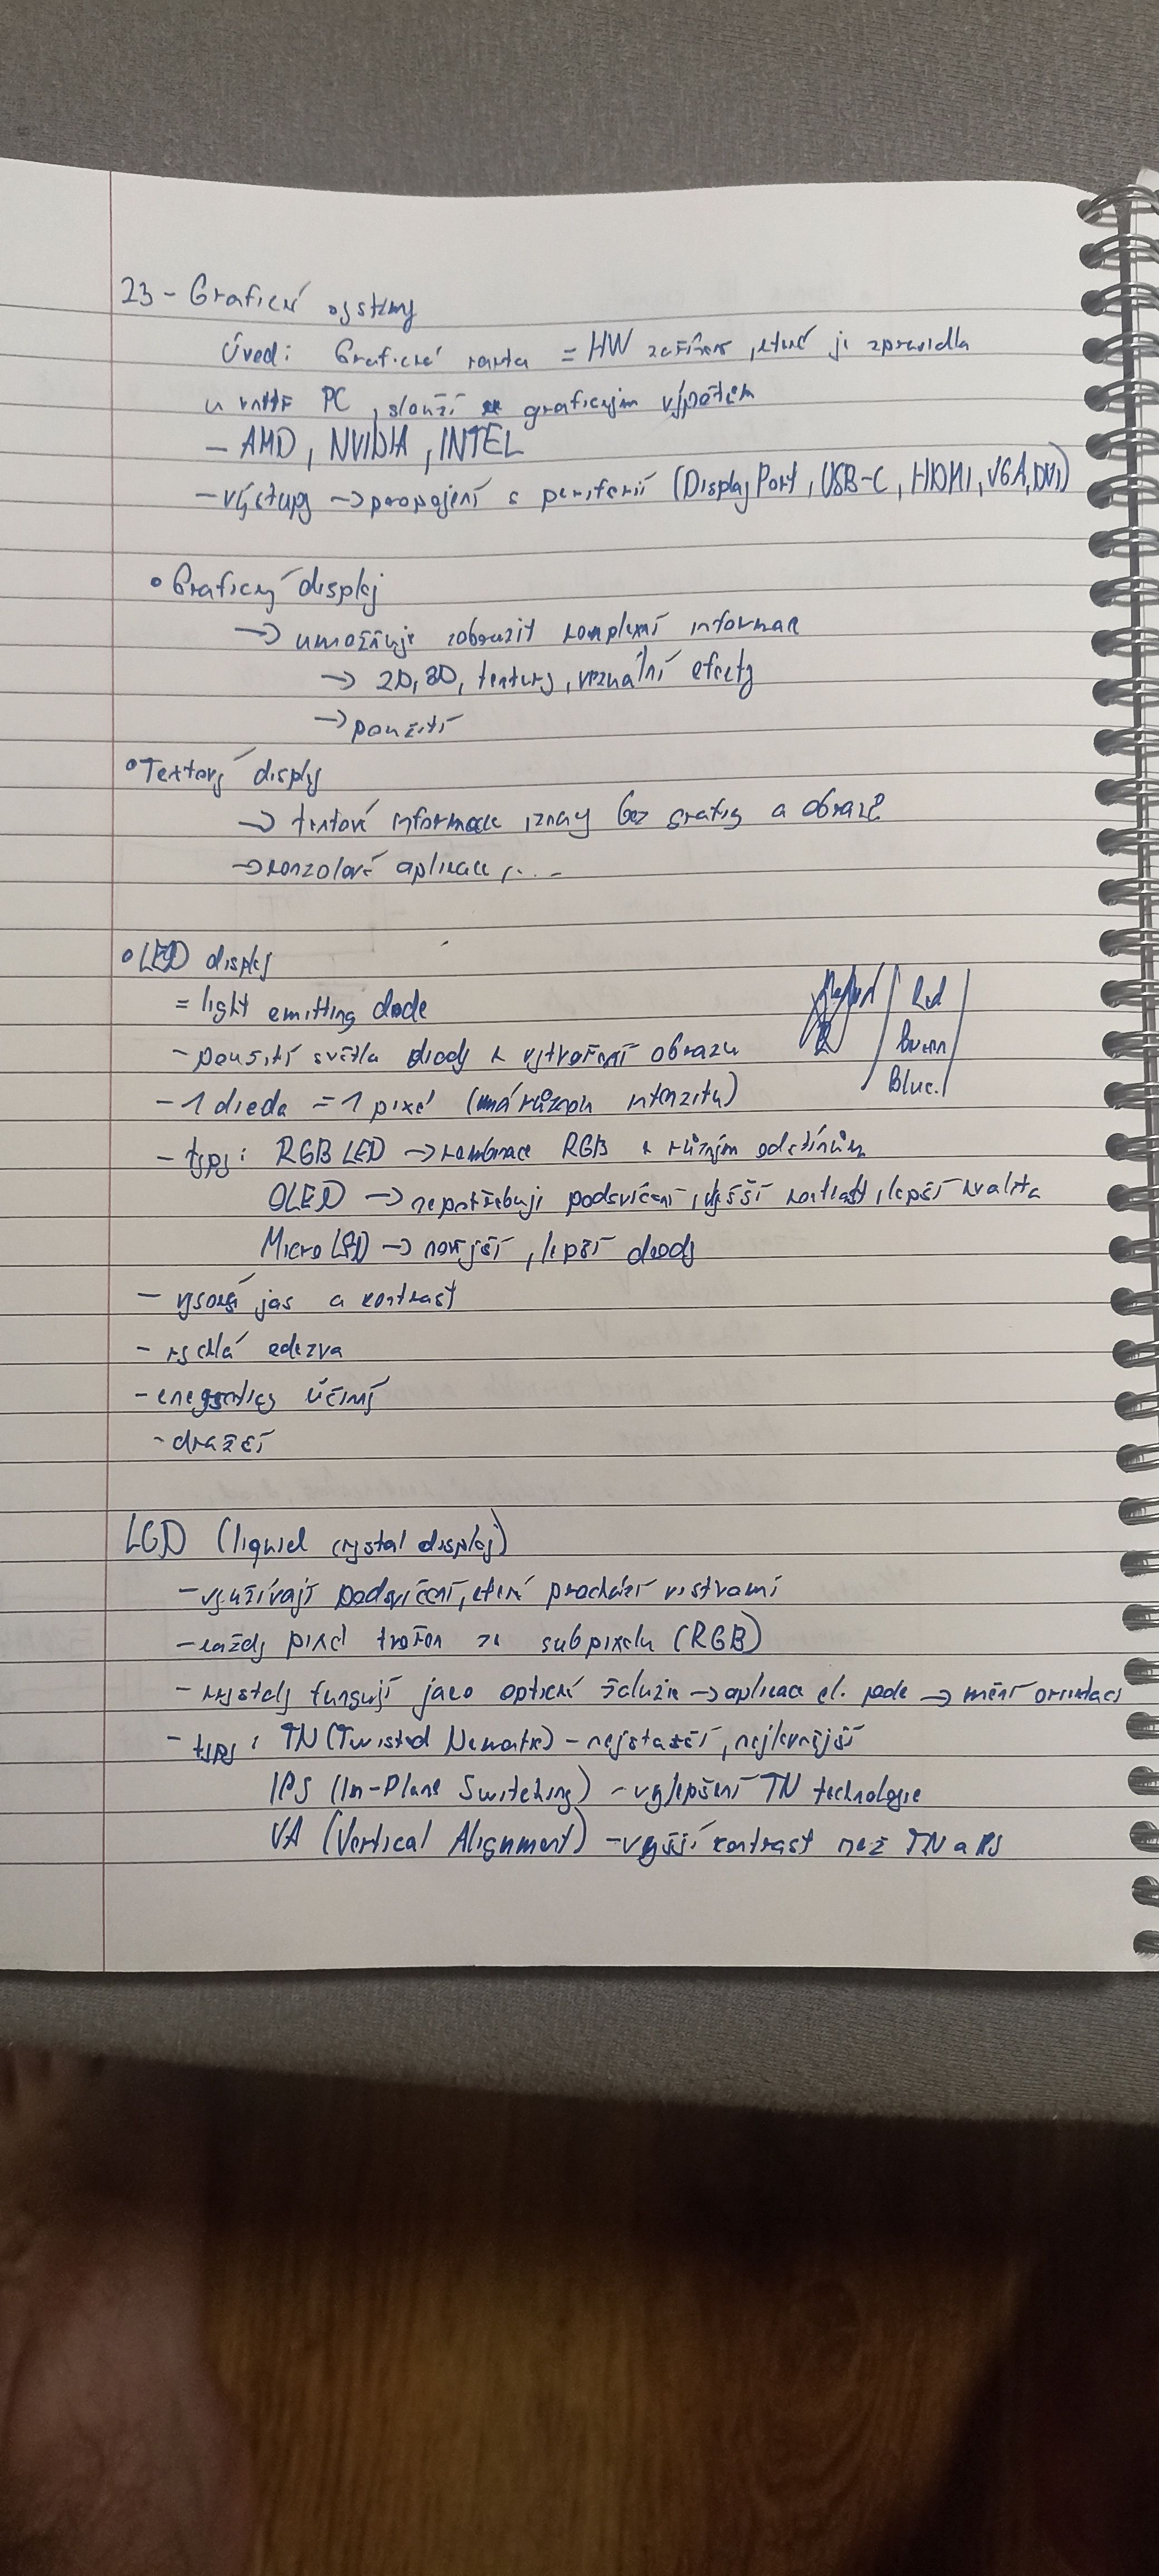 23 - Grafické systémy
Úvod: Grafická karta = HW zařízení, které je zpravidla
u vnitř PC, slouží grafickým výpočtům
- AMD, NVIDIA, INTEL
- výstupy → propojení s periferií (DisplayPort, USB-C, HDMI, VGA, DVI)
• Grafický displej
→ umožňuje zobrazit komplexní informace
→ 2D, 3D, textury, vizuální efekty
→ použití
• Textový displej
→ textové informace, znaky bez grafiky a obrazů
→ konzolové aplikace, ...
• LED displej
= light emitting diode
Red
- použití světla diody k vytvoření obrazu
Green
Blue.
- 1 dioda = 1 pixel (má různou intenzitu)
- typy: RGB LED → kombinace RGB k různým odstínům
OLED → nepotřebují podsvícení, vyšší kontrast, lepší kvalita
Micro LED → novější, lepší diody
- vysoký jas a kontrast
- rychlá odezva
- energeticky účinný
- dražší
LCD (liquid crystal display)
- využívají podsvícení, které prochází vrstvami
- každý pixel tvořen ze subpixelu (RGB)
- krystaly fungují jako optické žaluzie → aplikace el. pole → mění orientaci
- typy: TN (Twisted Nematic) - nejstarší, nejlevnější
IPS (In-Plane Switching) - vylepšení TN technologie
VA (Vertical Alignment) - vyšší kontrast než TN a IPS